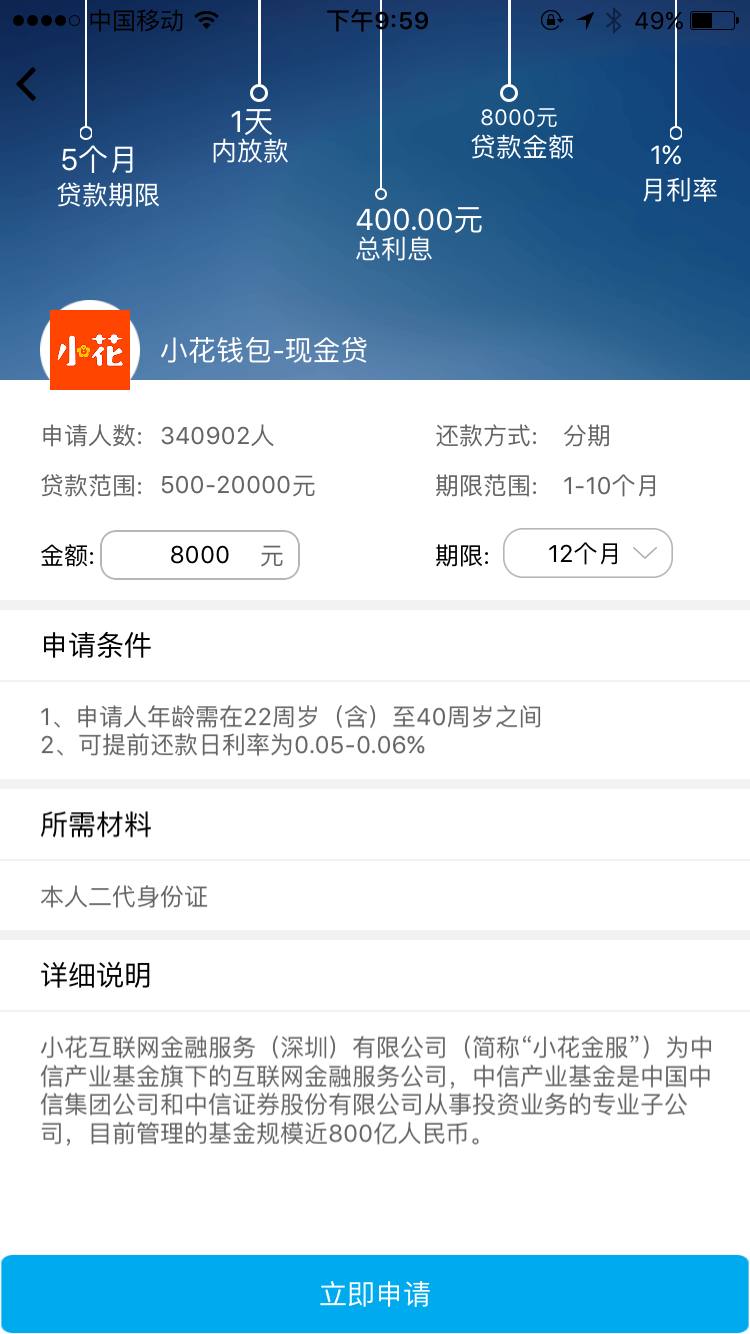 中国移动 下午9:59 49%
1天
内放款
8000元
贷款金额
5个月
贷款期限
1%
月利率
400.00元
总利息
小花
小花钱包-现金贷
申请人数: 340902人 还款方式: 分期
贷款范围: 500-20000元 期限范围: 1-10个月
金额: 8000 元 期限: 12个月
申请条件
1、申请人年龄需在22周岁（含）至40周岁之间
2、可提前还款日利率为0.05-0.06%
所需材料
本人二代身份证
详细说明
小花互联网金融服务（深圳）有限公司（简称“小花金服”）为中
信产业基金旗下的互联网金融服务公司，中信产业基金是中国中
信集团公司和中信证券股份有限公司从事投资业务的专业子公
司，目前管理的基金规模近800亿人民币。
立即申请